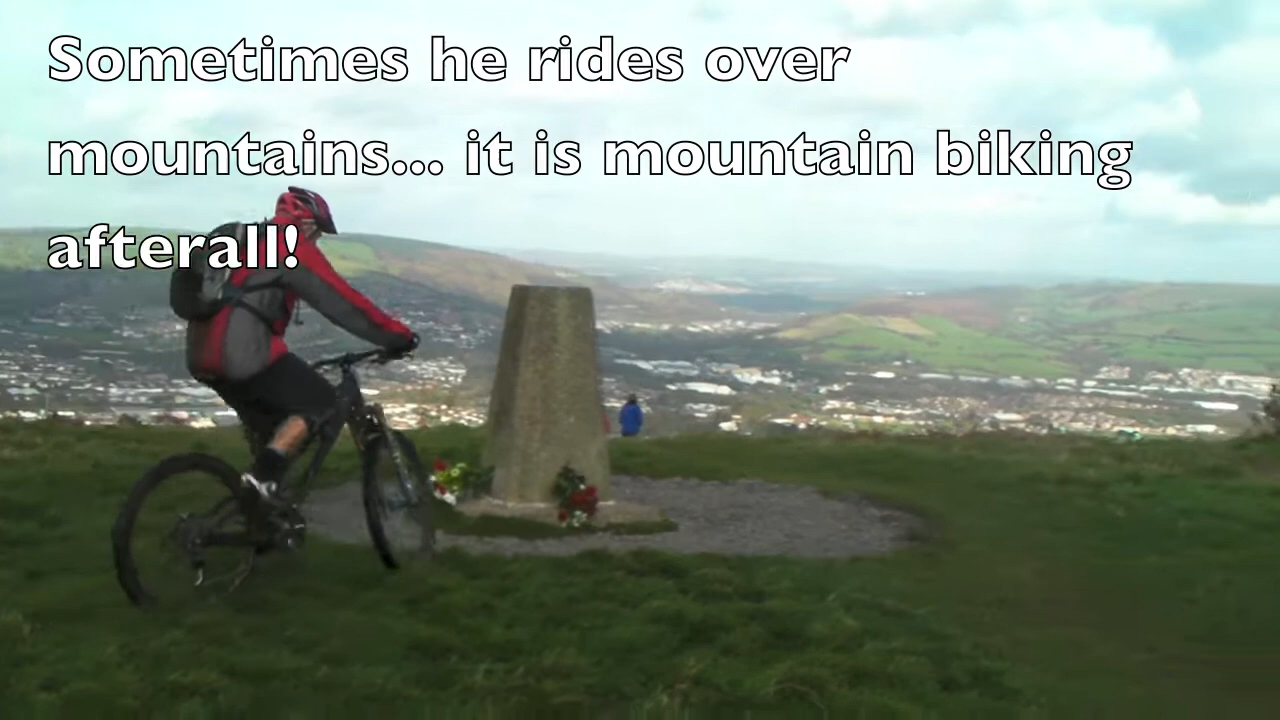 Sometimes he rides over
mountains... it is mountain biking
afterall!